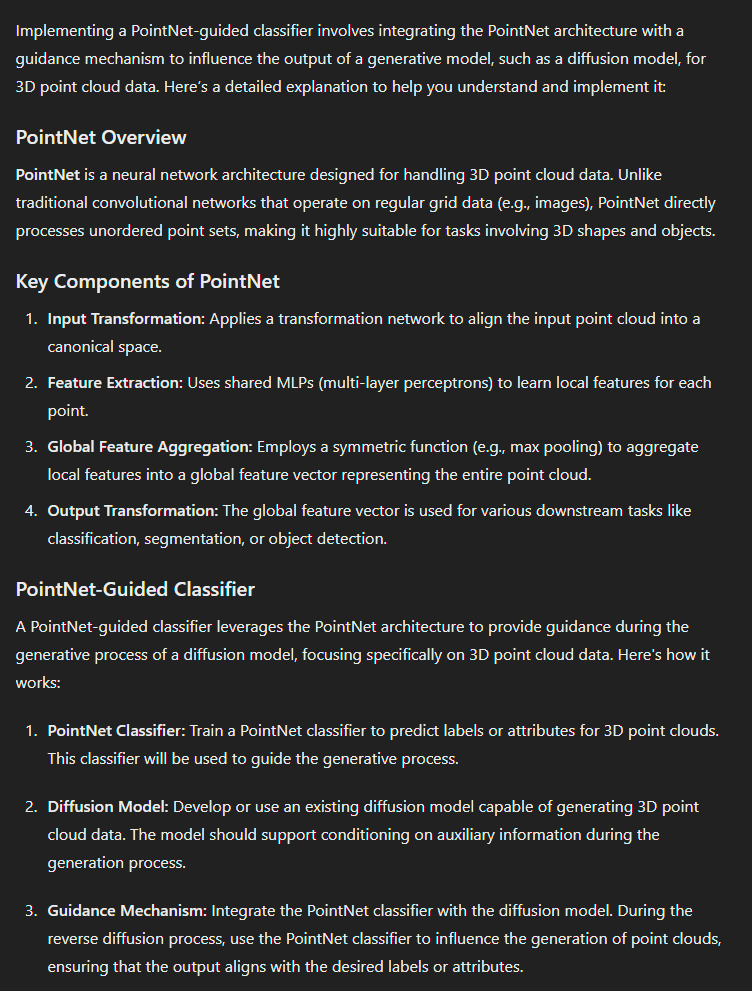 Implementing a PointNet-guided classifier involves integrating the PointNet architecture with a
guidance mechanism to influence the output of a generative model, such as a diffusion model, for
3D point cloud data. Here’s a detailed explanation to help you understand and implement it:
PointNet Overview
PointNet is a neural network architecture designed for handling 3D point cloud data. Unlike
traditional convolutional networks that operate on regular grid data (e.g., images), PointNet directly
processes unordered point sets, making it highly suitable for tasks involving 3D shapes and objects.
Key Components of PointNet
1. Input Transformation: Applies a transformation network to align the input point cloud into a
canonical space.
2. Feature Extraction: Uses shared MLPs (multi-layer perceptrons) to learn local features for each
point.
3. Global Feature Aggregation: Employs a symmetric function (e.g., max pooling) to aggregate
local features into a global feature vector representing the entire point cloud.
4. Output Transformation: The global feature vector is used for various downstream tasks like
classification, segmentation, or object detection.
PointNet-Guided Classifier
A PointNet-guided classifier leverages the PointNet architecture to provide guidance during the
generative process of a diffusion model, focusing specifically on 3D point cloud data. Here's how it
works:
1. PointNet Classifier: Train a PointNet classifier to predict labels or attributes for 3D point clouds.
This classifier will be used to guide the generative process.
2. Diffusion Model: Develop or use an existing diffusion model capable of generating 3D point
cloud data. The model should support conditioning on auxiliary information during the
generation process.
3. Guidance Mechanism: Integrate the PointNet classifier with the diffusion model. During the
reverse diffusion process, use the PointNet classifier to influence the generation of point clouds,
ensuring that the output aligns with the desired labels or attributes.